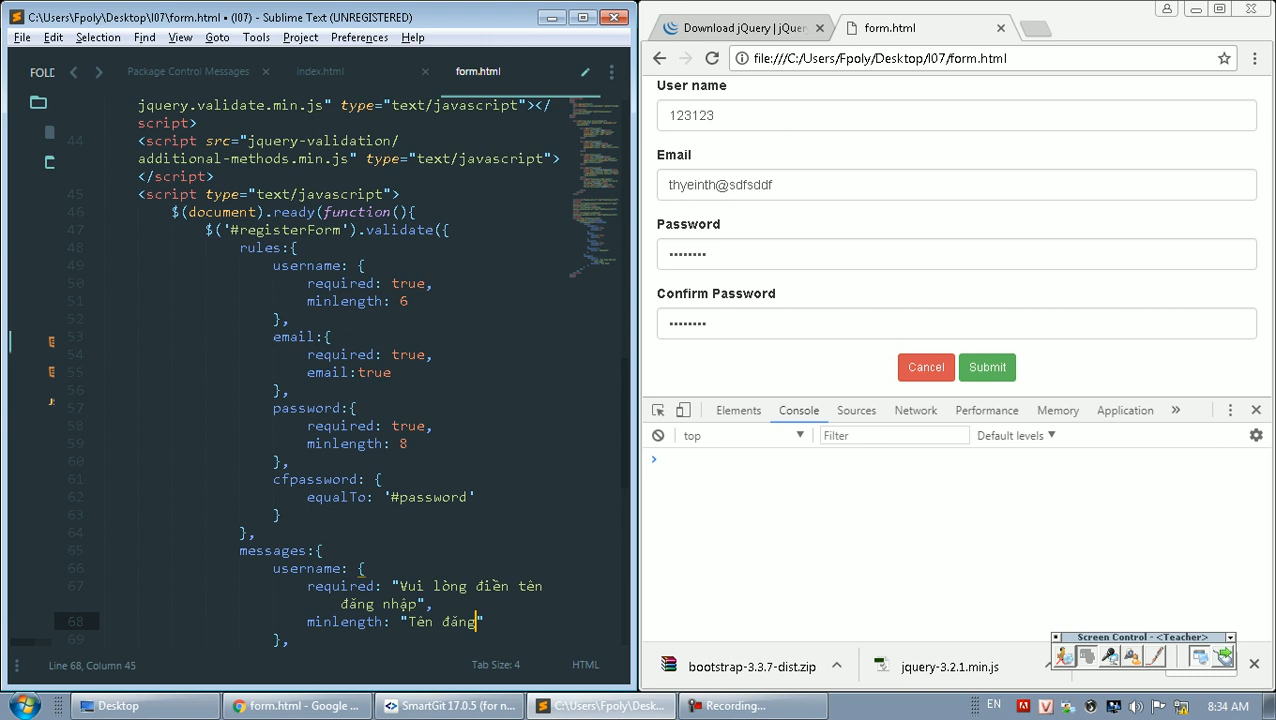 C:\Users\Fpoly\Desktop\l07\form.html • (l07) - Sublime Text (UNREGISTERED)
File Edit Selection Find View Goto Tools Project Preferences Help
FOLD
Package Control Messages index.html form.html
jquery.validate.min.js" type="text/javascript"></
script>
44 <script src="jquery-validation/
additional-methods.min.js" type="text/javascript">
</script>
45 <script type="text/javascript">
46 $(document).ready(function(){
47 $('#registerForm').validate({
48 rules:{
49 username: {
50 required: true,
51 minlength: 6
52 },
53 email:{
54 required: true,
55 email:true
56 },
57 password:{
58 required: true,
59 minlength: 8
60 },
61 cfpassword: {
62 equalTo: '#password'
63 }
64 },
65 messages:{
66 username: {
67 required: "Vui lòng điền tên
đăng nhập",
68 minlength: "Tên đăng"
69 },
Line 68, Column 45 Tab Size: 4 HTML
Download jQuery | jQuery form.html
file:///C:/Users/Fpoly/Desktop/l07/form.html
User name
123123
Email
Password
••••••••
Confirm Password
••••••••
Cancel Submit
Elements Console Sources Network Performance Memory Application »
top Filter Default levels
Screen Control - <Teacher>
bootstrap-3.3.7-dist.zip jquery-3.2.1.min.js
Desktop form.html - Google ... SmartGit 17.0.5 (for n... C:\Users\Fpoly\Deskt... Recording...
EN 8:34 AM